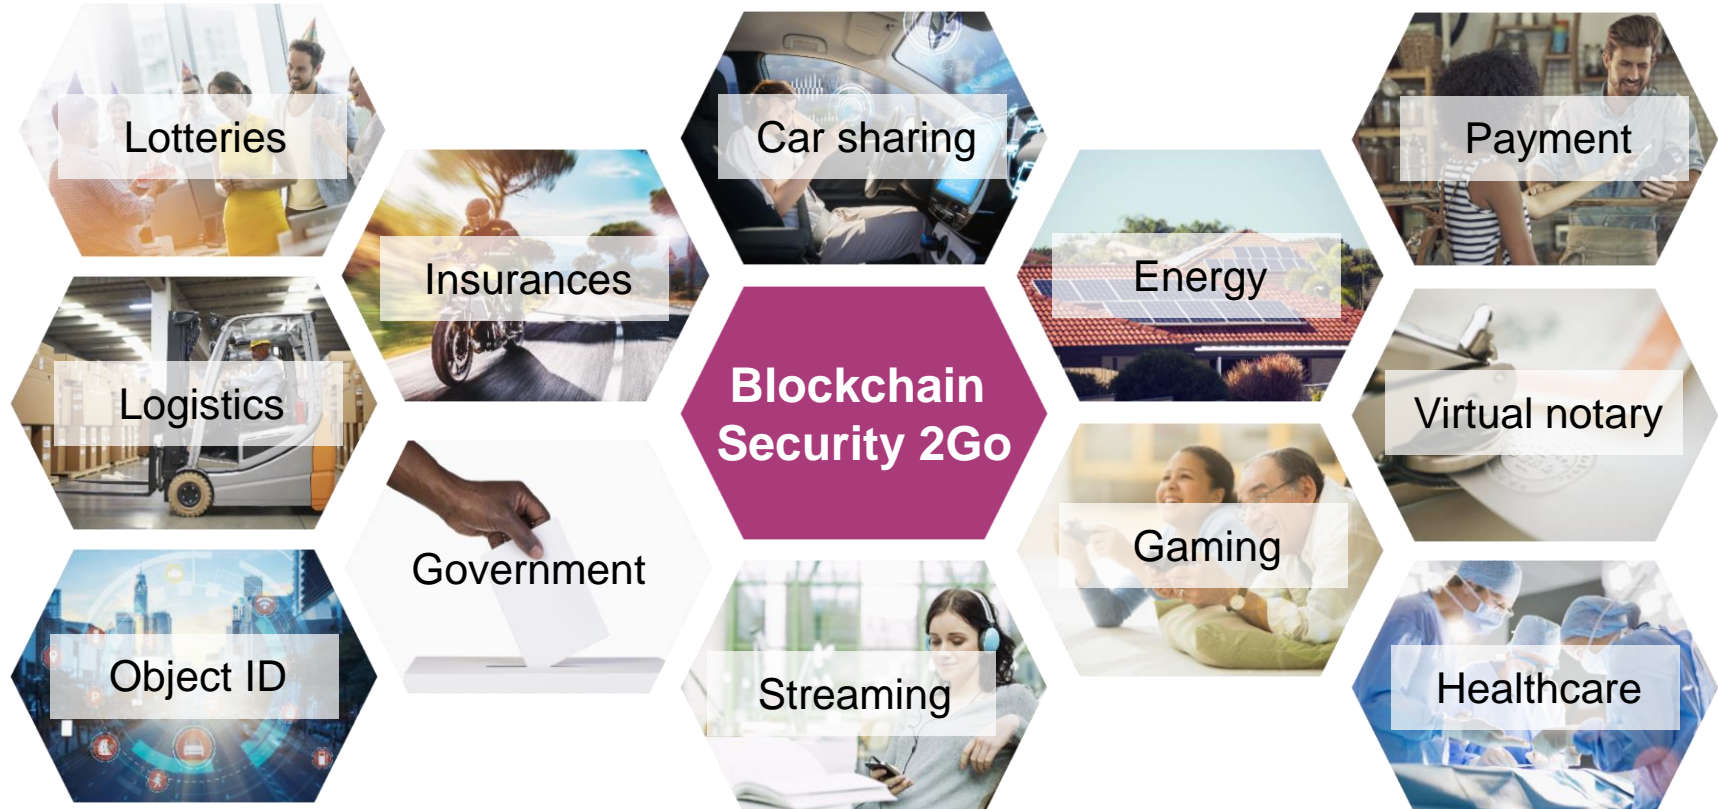 Lotteries
Car sharing
Payment
Insurances
Energy
Logistics
Blockchain
Security 2Go
Virtual notary
Government
Gaming
Object ID
Streaming
Healthcare